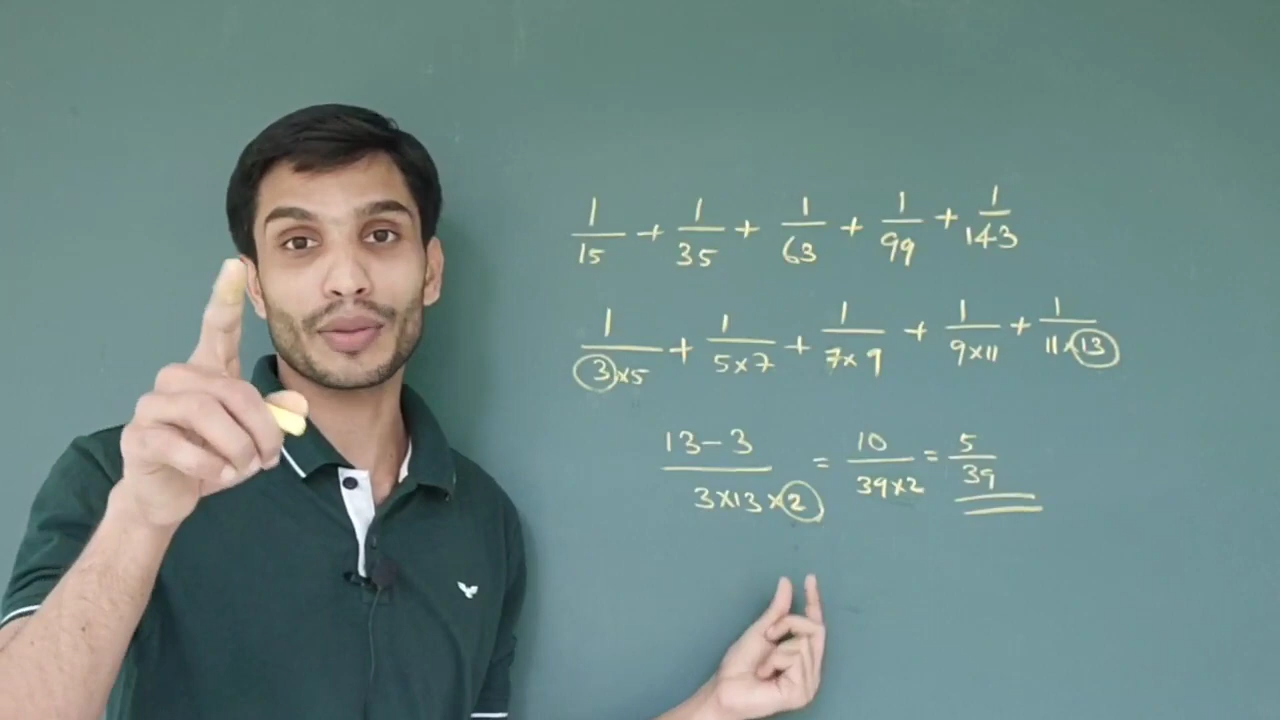 1/15 + 1/35 + 1/63 + 1/99 + 1/143
1/3×5 + 1/5×7 + 1/7×9 + 1/9×11 + 1/11×13
13-3/3×13×2 = 10/39×2 = 5/39